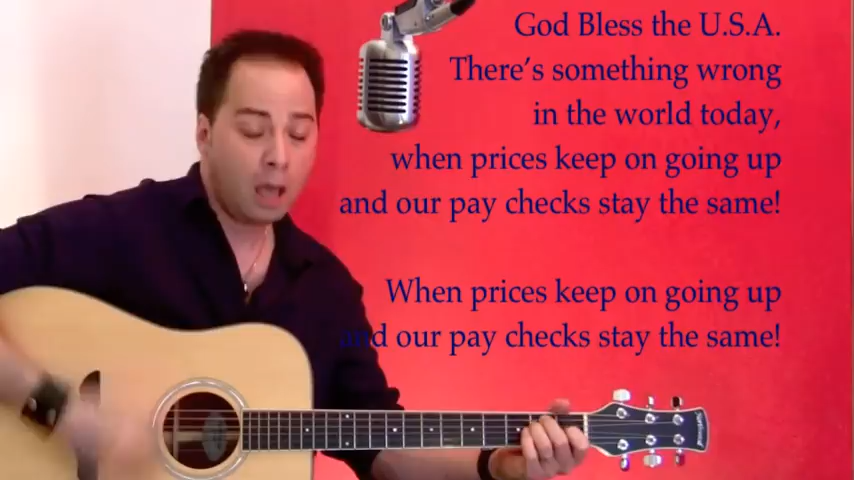 God Bless the U.S.A.
There's something wrong
in the world today,
when prices keep on going up
and our pay checks stay the same!
When prices keep on going up
and our pay checks stay the same!